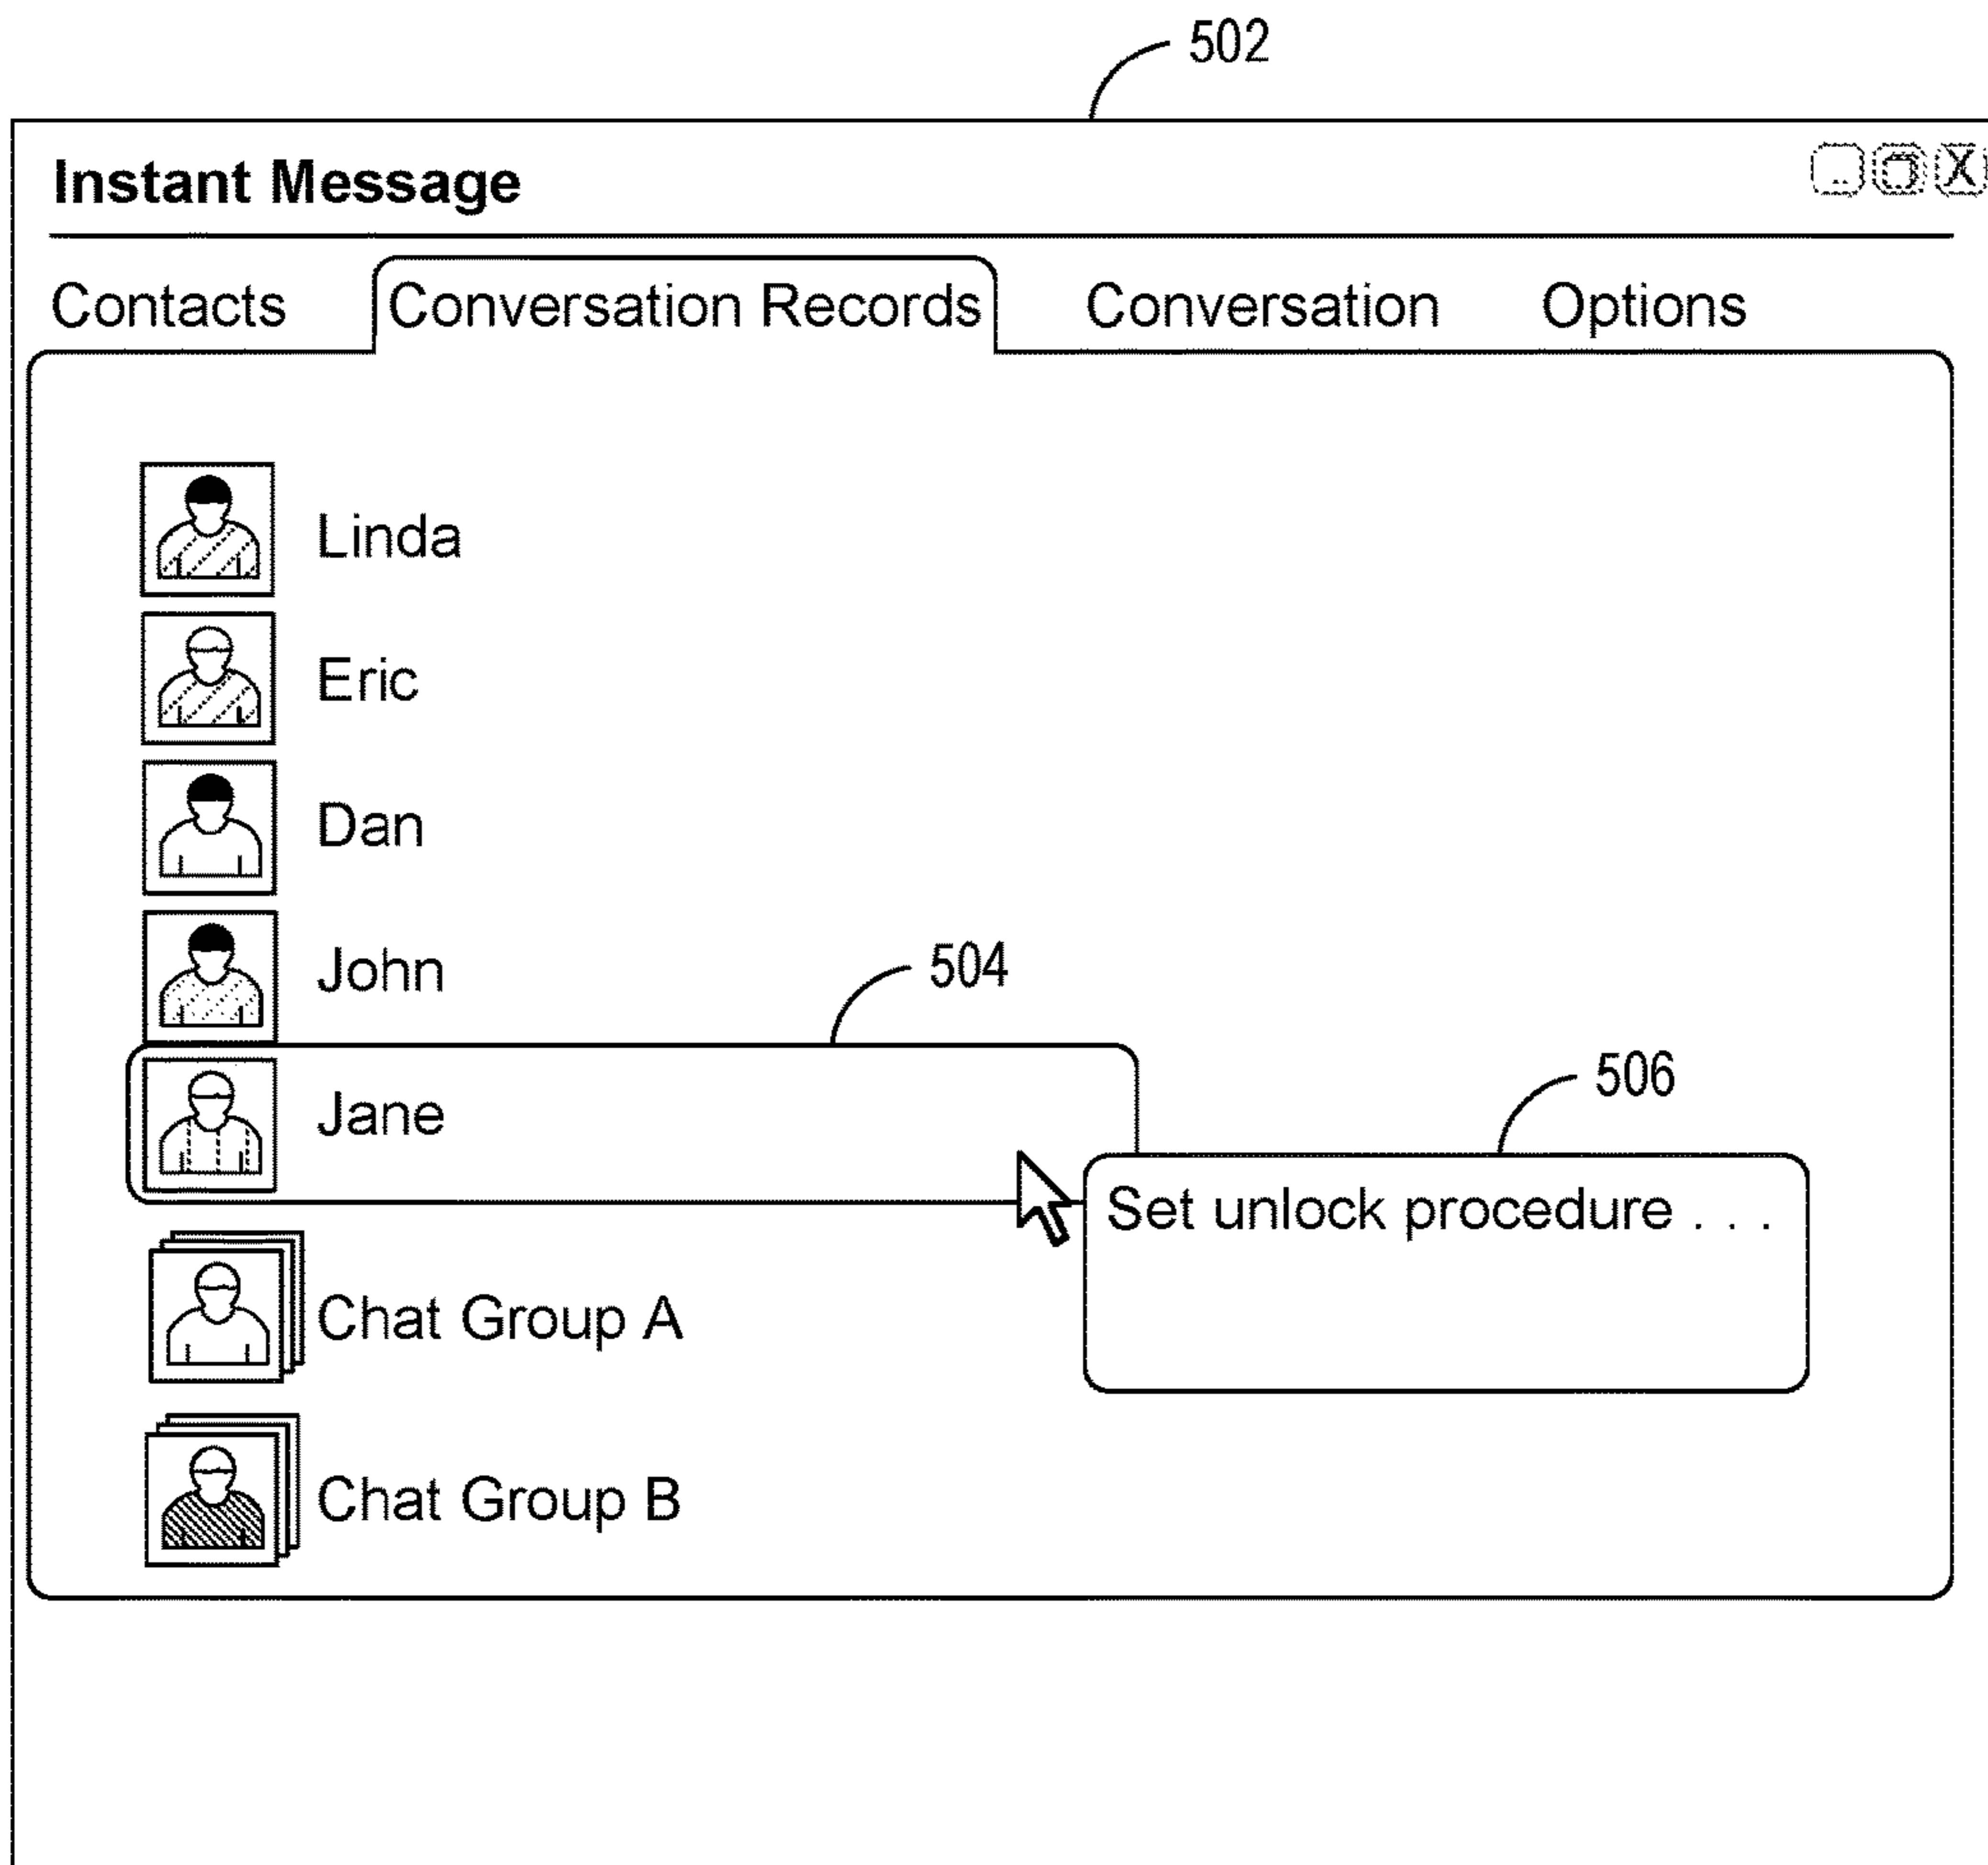 502
Instant Message
Contacts Conversation Records Conversation Options
Linda
Eric
Dan
John
504
Jane
506
Set unlock procedure . . .
Chat Group A
Chat Group B